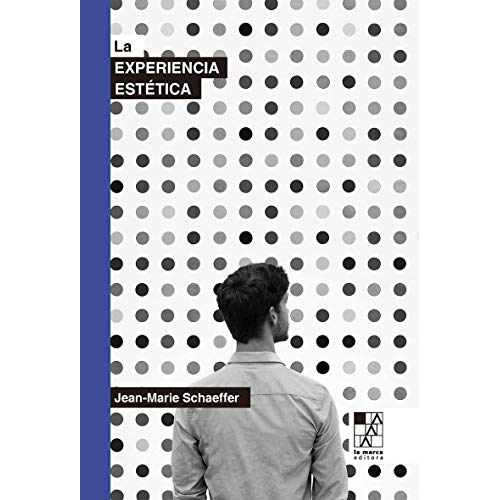 La
EXPERIENCIA
ESTÉTICA
Jean-Marie Schaeffer
la marca
editora